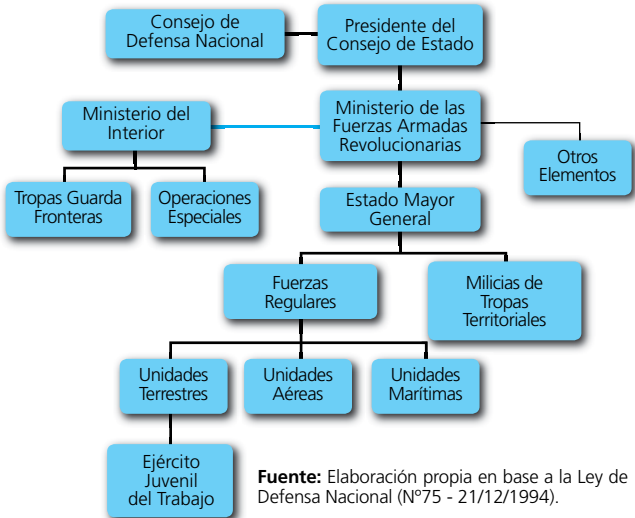 Consejo de
Defensa Nacional
Presidente del
Consejo de Estado
Ministerio del
Interior
Ministerio de las
Fuerzas Armadas
Revolucionarias
Otros
Elementos
Tropas Guarda
Fronteras
Operaciones
Especiales
Estado Mayor
General
Fuerzas
Regulares
Milicias de
Tropas
Territoriales
Unidades
Terrestres
Unidades
Aéreas
Unidades
Marítimas
Ejército
Juvenil
del Trabajo
Fuente: Elaboración propia en base a la Ley de
Defensa Nacional (Nº75 - 21/12/1994).